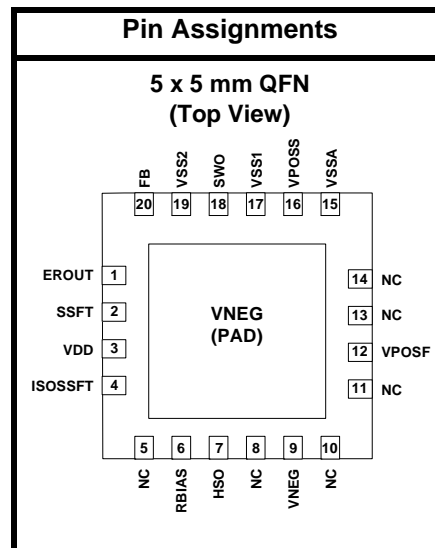 Pin Assignments
5 x 5 mm QFN
(Top View)
FB VSS2 SWO VSS1 VPOSS VSSA
20 19 18 17 16 15
EROUT 1
SSFT 2
VDD 3
ISOSSFT 4
VNEG
(PAD)
14 NC
13 NC
12 VPOSF
11 NC
5 6 7 8 9 10
NC RBIAS HSO NC VNEG NC